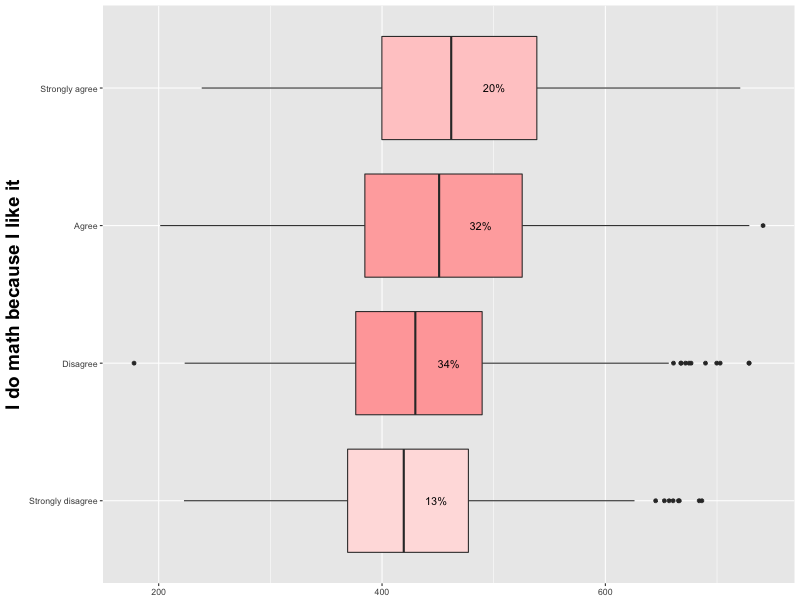 I do math because I like it
Strongly agree
20%
Agree
32%
Disagree
34%
Strongly disagree
13%
200
400
600